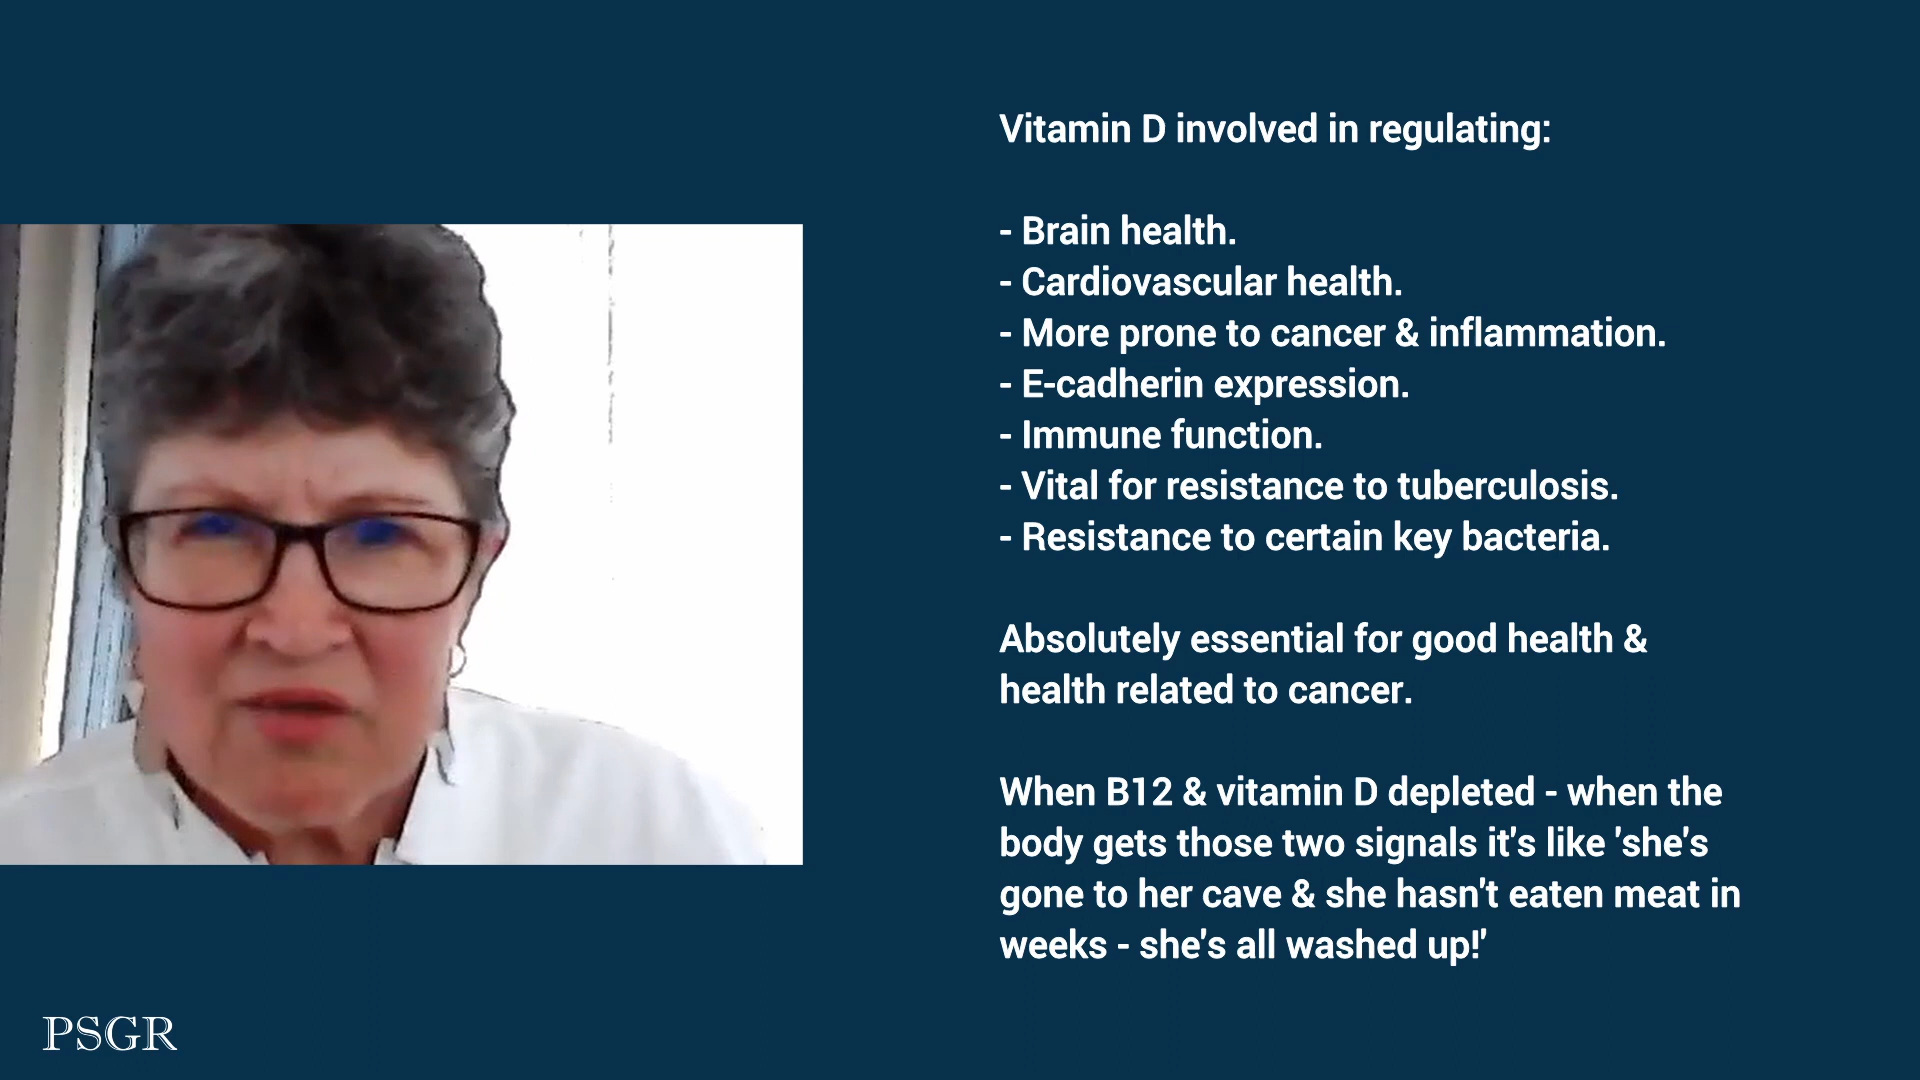 Vitamin D involved in regulating:
- Brain health.
- Cardiovascular health.
- More prone to cancer & inflammation.
- E-cadherin expression.
- Immune function.
- Vital for resistance to tuberculosis.
- Resistance to certain key bacteria.
Absolutely essential for good health &
health related to cancer.
When B12 & vitamin D depleted - when the
body gets those two signals it's like 'she's
gone to her cave & she hasn't eaten meat in
weeks - she's all washed up!'
PSGR